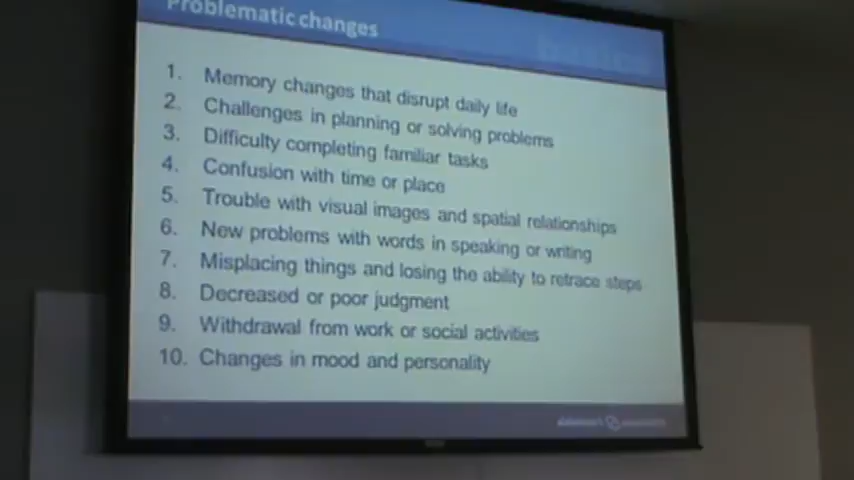 Problematic changes
basics
1. Memory changes that disrupt daily life
2. Challenges in planning or solving problems
3. Difficulty completing familiar tasks
4. Confusion with time or place
5. Trouble with visual images and spatial relationships
6. New problems with words in speaking or writing
7. Misplacing things and losing the ability to retrace steps
8. Decreased or poor judgment
9. Withdrawal from work or social activities
10. Changes in mood and personality
alzheimer's association